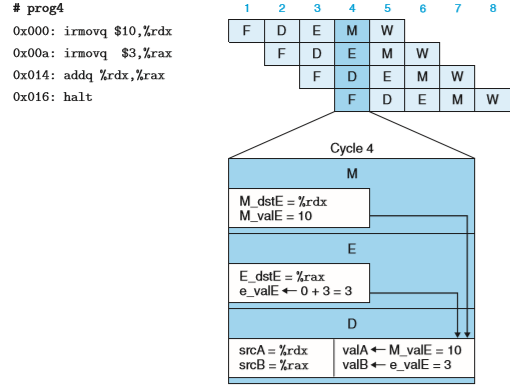 # prog4
1 2 3 4 5 6 7 8
0x000: irmovq $10,%rdx F D E M W
0x00a: irmovq $3,%rax F D E M W
0x014: addq %rdx,%rax F D E M W
0x016: halt F D E M W
Cycle 4
M
M_dstE = %rdx
M_valE = 10
E
E_dstE = %rax
e_valE ← 0 + 3 = 3
D
srcA = %rdx valA ← M_valE = 10
srcB = %rax valB ← e_valE = 3